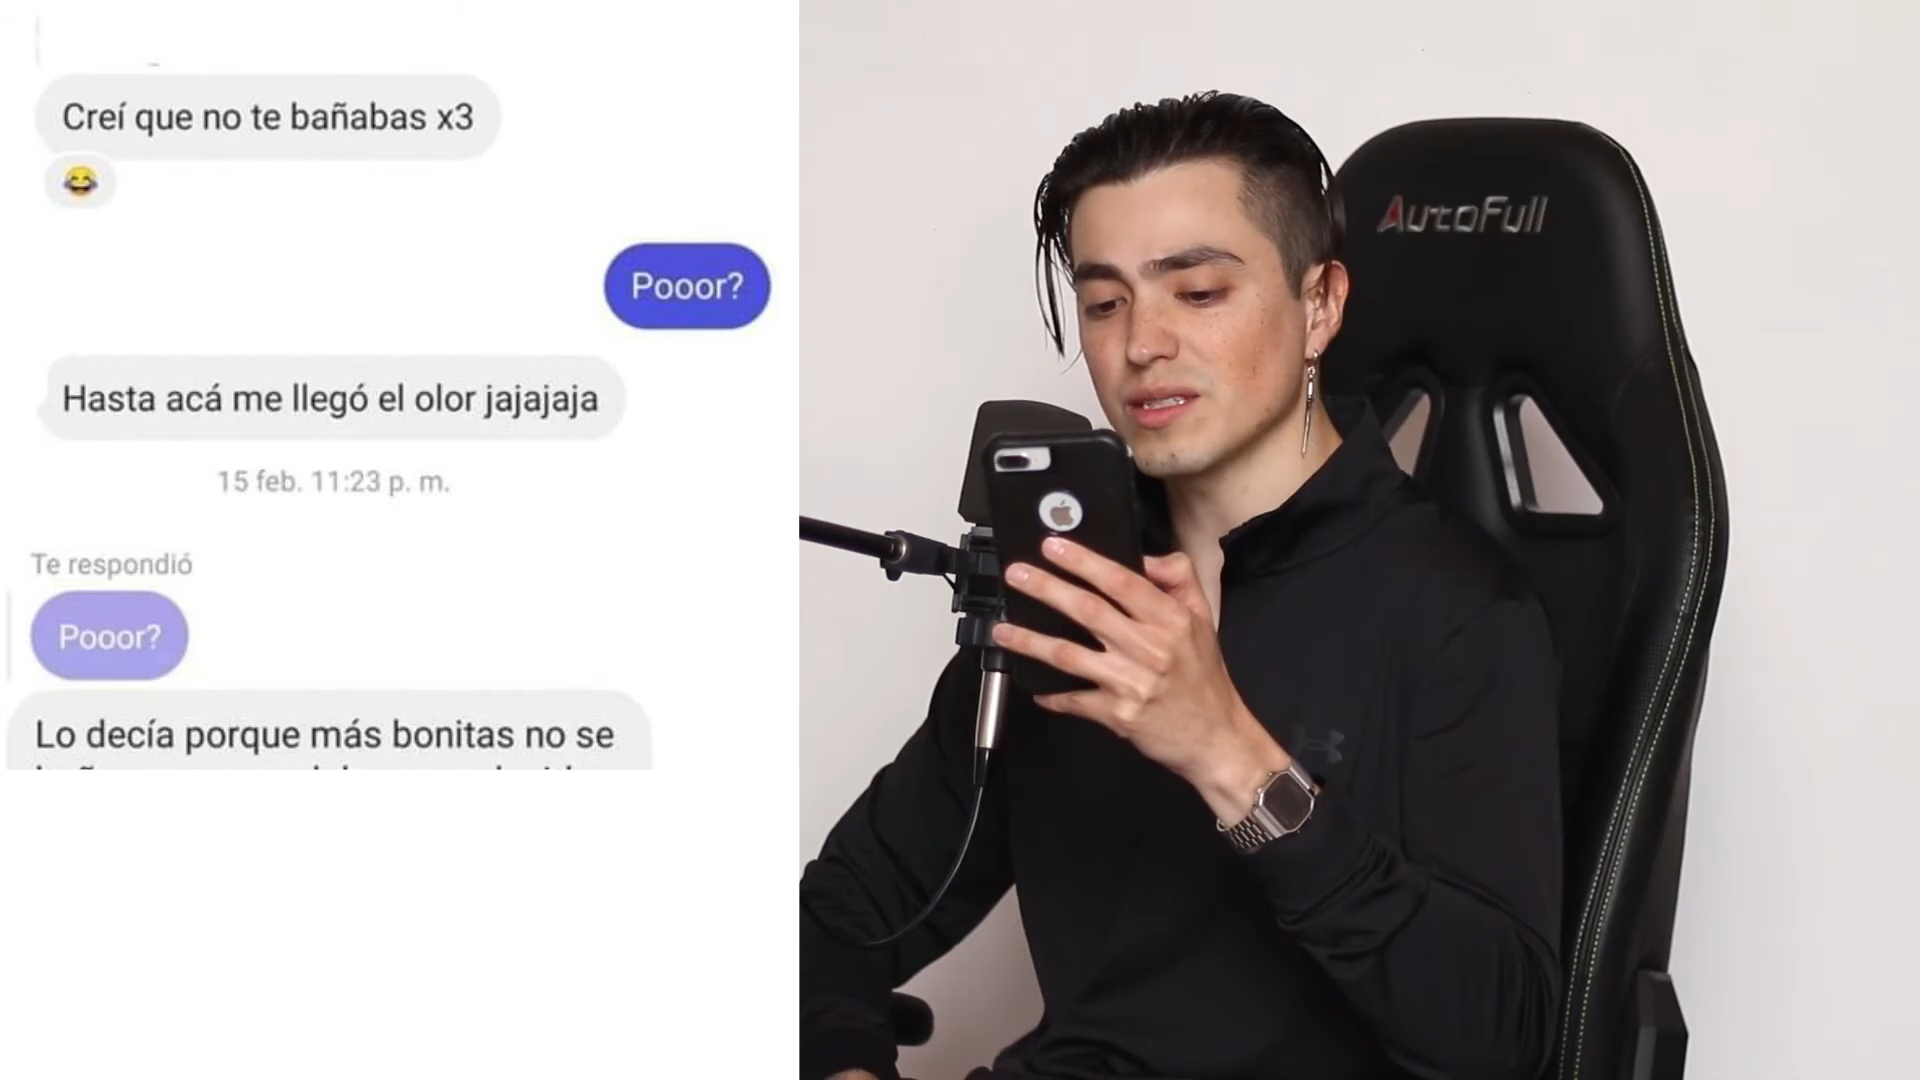 Creí que no te bañabas x3
Pooor?
Hasta acá me llegó el olor jajajaja
15 feb. 11:23 p. m.
Te respondió
Pooor?
Lo decía porque más bonitas no se
AutoFull